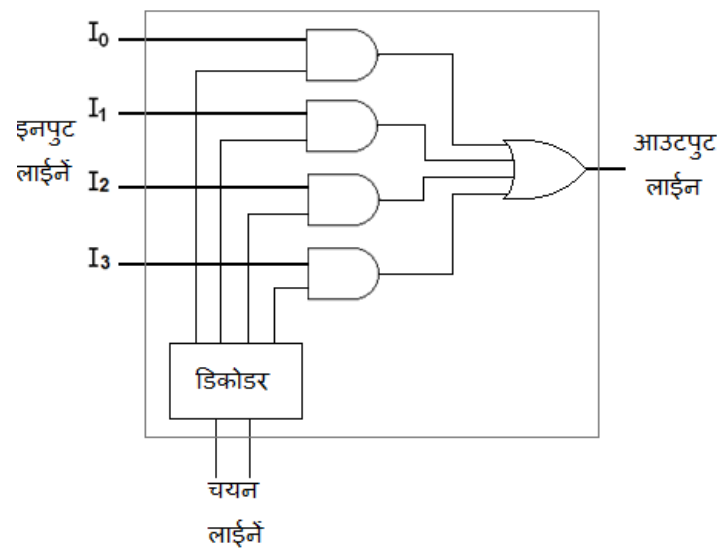 I0
I1
इनपुट
लाईनें
I2
I3
आउटपुट
लाईन
डिकोडर
चयन
लाईनें